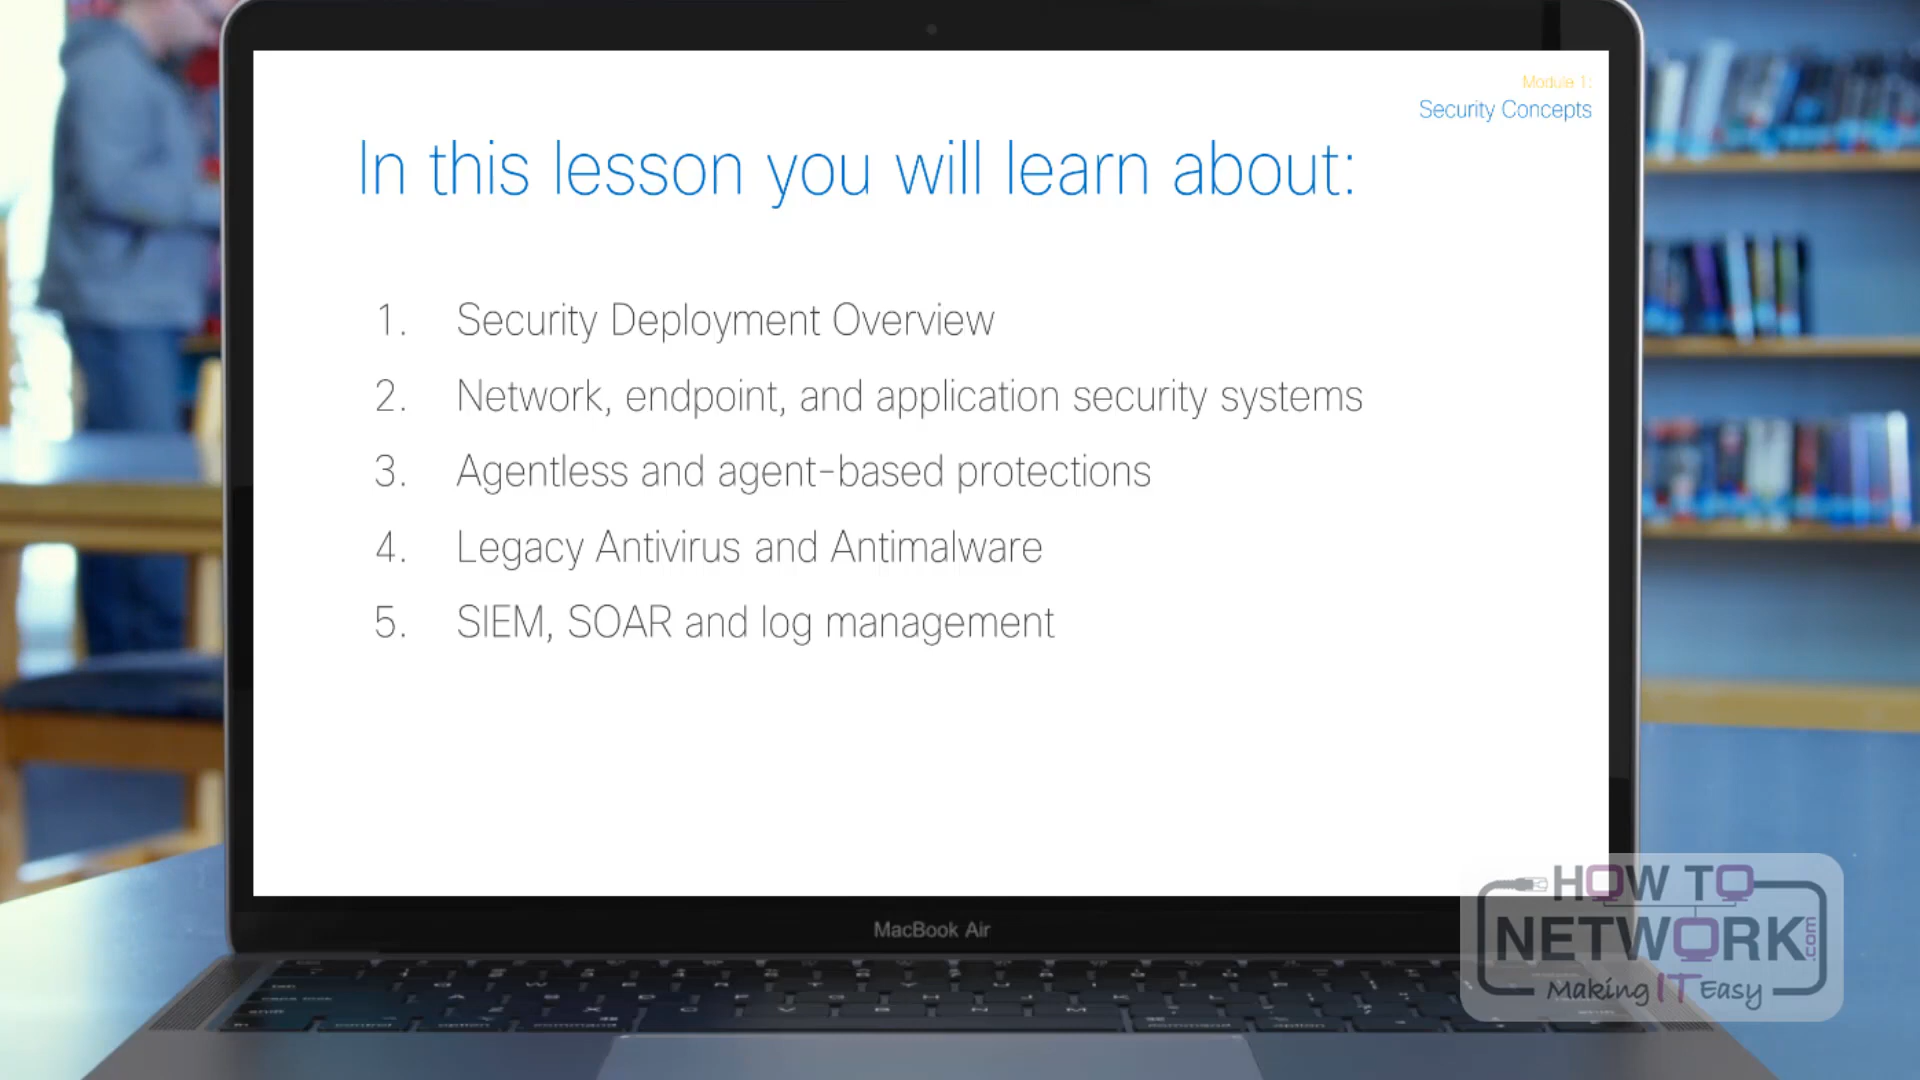 Module 1:
Security Concepts
In this lesson you will learn about:
1. Security Deployment Overview
2. Network, endpoint, and application security systems
3. Agentless and agent-based protections
4. Legacy Antivirus and Antimalware
5. SIEM, SOAR and log management
MacBook Air
HOW TO
NETWORK.com
Making IT Easy